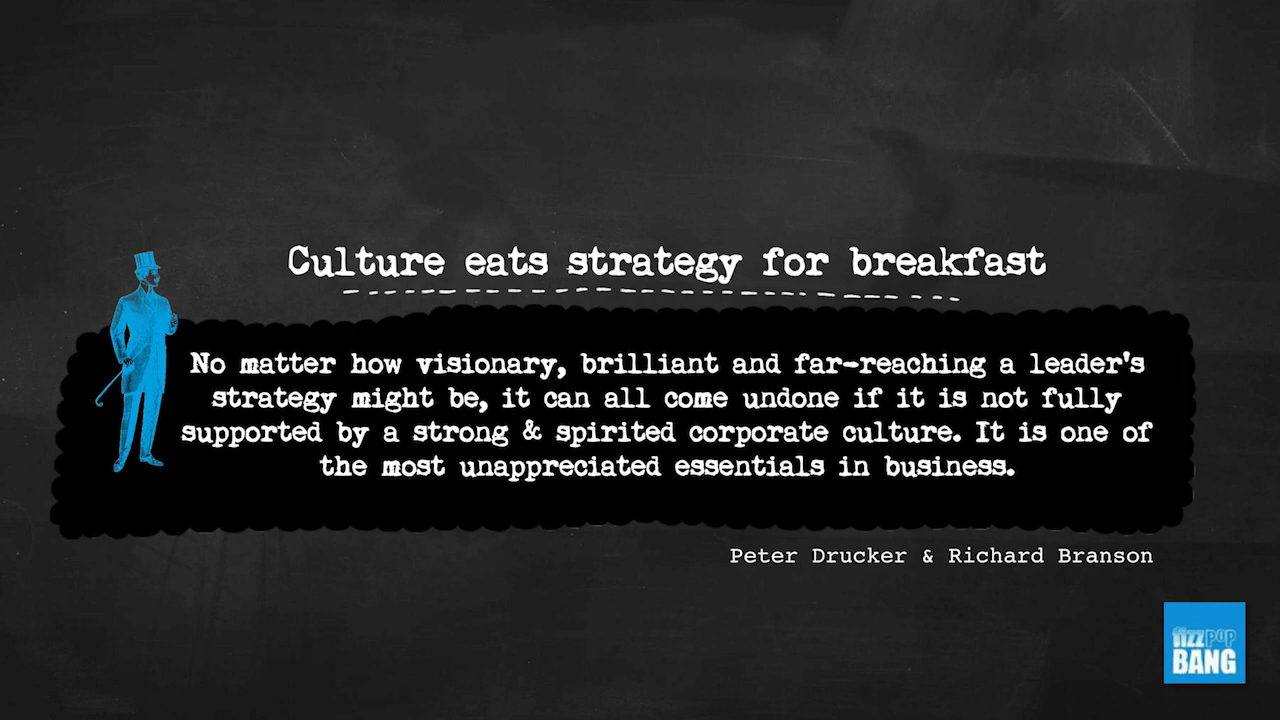 Culture eats strategy for breakfast
No matter how visionary, brilliant and far-reaching a leader's
strategy might be, it can all come undone if it is not fully
supported by a strong & spirited corporate culture. It is one of
the most unappreciated essentials in business.
Peter Drucker & Richard Branson
fizzpop
BANG